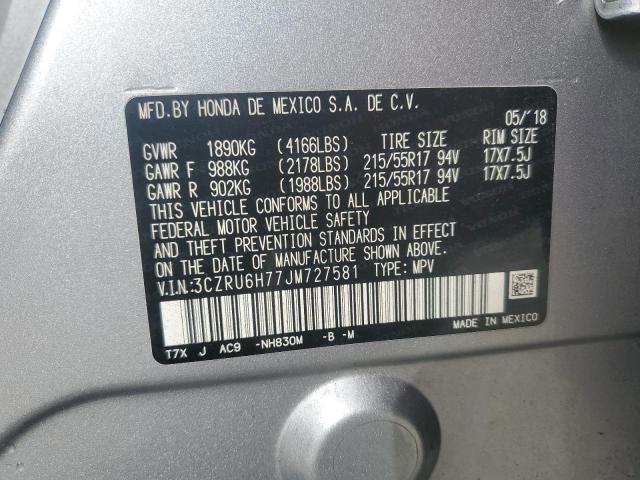 MFD.BY HONDA DE MEXICO S.A. DE C.V.
05/'18
GVWR 1890KG (4166LBS) TIRE SIZE RIM SIZE
GAWR F 988KG (2178LBS) 215/55R17 94V 17X7.5J
GAWR R 902KG (1988LBS) 215/55R17 94V 17X7.5J
THIS VEHICLE CONFORMS TO ALL APPLICABLE
FEDERAL MOTOR VEHICLE SAFETY
AND THEFT PREVENTION STANDARDS IN EFFECT
ON THE DATE OF MANUFACTURE SHOWN ABOVE.
V.I.N.:3CZRU6H77JM727581 TYPE: MPV
T7X J AC9 -NH830M -B -M
MADE IN MEXICO